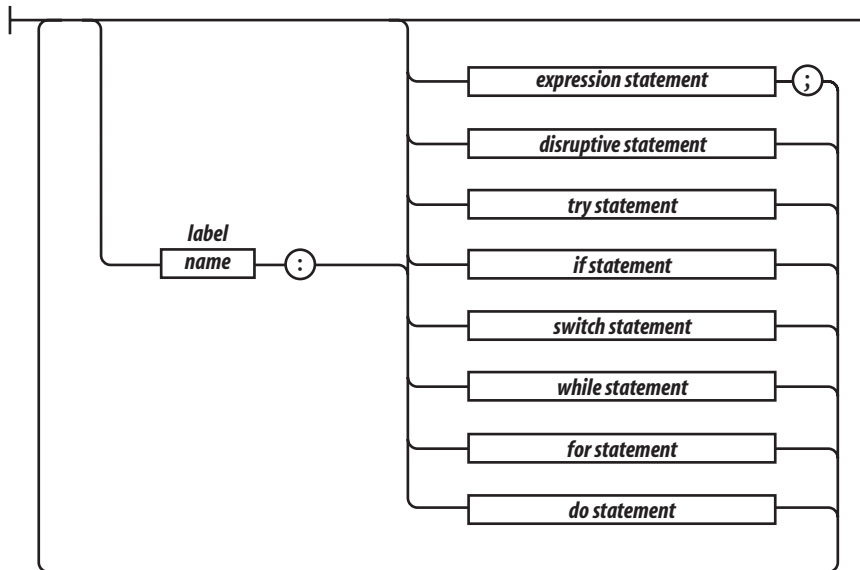 expression statement ;
disruptive statement
try statement
label
name :
if statement
switch statement
while statement
for statement
do statement